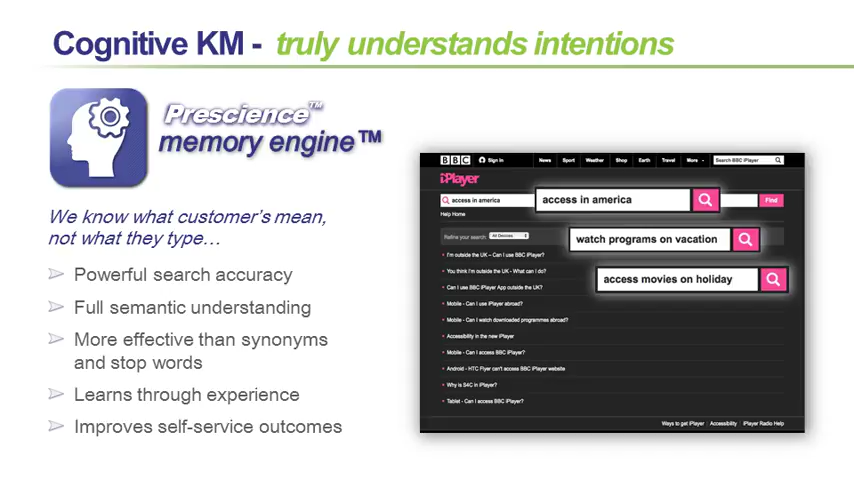 Cognitive KM - truly understands intentions
Prescience™
memory engine™
We know what customer's mean,
not what they type…
Powerful search accuracy
Full semantic understanding
More effective than synonyms
and stop words
Learns through experience
Improves self-service outcomes
BBC Sign in News Sport Weather Shop Earth Travel More Search BBC iPlayer
iPlayer
access in america Find
access in america
Help Home
watch programs on vacation
Refine your search: All Devices
access movies on holiday
I'm outside the UK – Can I use BBC iPlayer?
You think I'm outside the UK - What can I do?
Can I use BBC iPlayer App outside the UK?
Mobile - Can I use iPlayer abroad?
Mobile - Can I watch downloaded programmes abroad?
Accessibility in the new iPlayer
Mobile - Can I access BBC iPlayer?
Android - HTC Flyer can't access BBC iPlayer website
Why is S4C in iPlayer?
Tablet - Can I access BBC iPlayer?
Ways to get iPlayer Accessibility iPlayer Radio Help